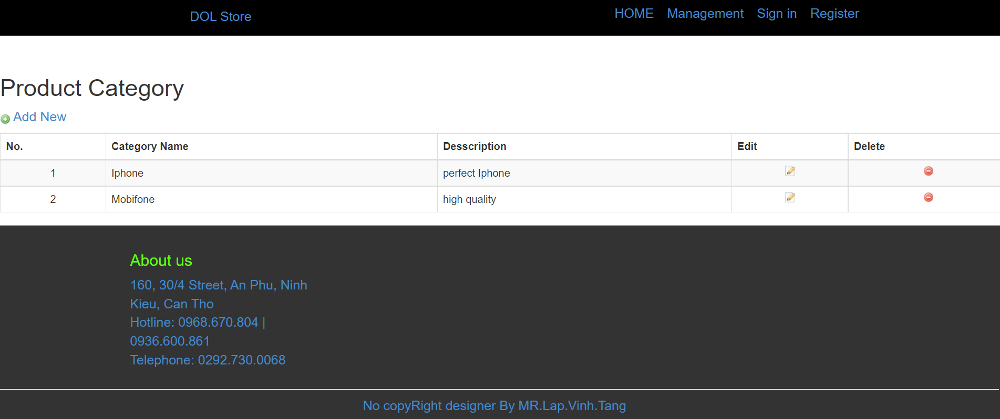 DOL Store HOME Management Sign in Register
Product Category
Add New
No. Category Name Desscription Edit Delete
1 Iphone perfect Iphone
2 Mobifone high quality
About us
160, 30/4 Street, An Phu, Ninh
Kieu, Can Tho
Hotline: 0968.670.804 |
0936.600.861
Telephone: 0292.730.0068
No copyRight designer By MR.Lap.Vinh.Tang